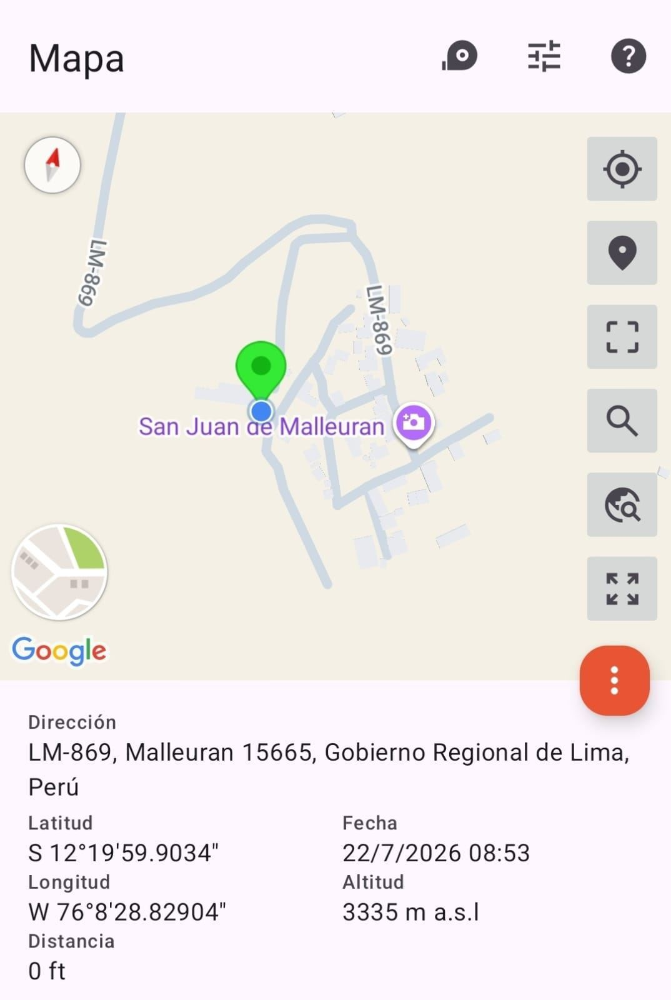 Mapa
LM-869
LM-869
San Juan de Malleuran
Google
Dirección
LM-869, Malleuran 15665, Gobierno Regional de Lima,
Perú
Latitud
S 12°19'59.9034"
Fecha
22/7/2026 08:53
Longitud
W 76°8'28.82904"
Altitud
3335 m a.s.l
Distancia
0 ft